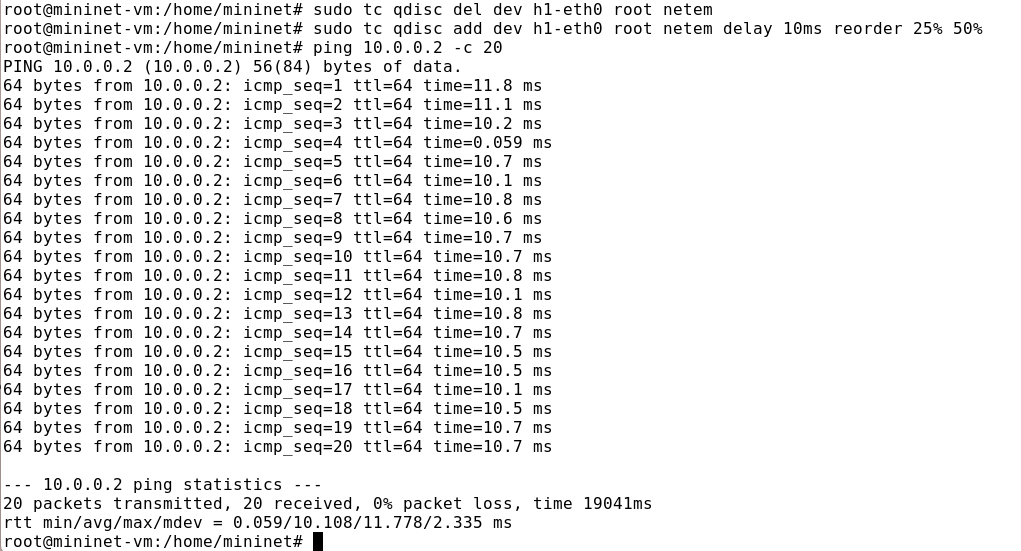 root@mininet-vm:/home/mininet# sudo tc qdisc del dev h1-eth0 root netem
root@mininet-vm:/home/mininet# sudo tc qdisc add dev h1-eth0 root netem delay 10ms reorder 25% 50%
root@mininet-vm:/home/mininet# ping 10.0.0.2 -c 20
PING 10.0.0.2 (10.0.0.2) 56(84) bytes of data.
64 bytes from 10.0.0.2: icmp_seq=1 ttl=64 time=11.8 ms
64 bytes from 10.0.0.2: icmp_seq=2 ttl=64 time=11.1 ms
64 bytes from 10.0.0.2: icmp_seq=3 ttl=64 time=10.2 ms
64 bytes from 10.0.0.2: icmp_seq=4 ttl=64 time=0.059 ms
64 bytes from 10.0.0.2: icmp_seq=5 ttl=64 time=10.7 ms
64 bytes from 10.0.0.2: icmp_seq=6 ttl=64 time=10.1 ms
64 bytes from 10.0.0.2: icmp_seq=7 ttl=64 time=10.8 ms
64 bytes from 10.0.0.2: icmp_seq=8 ttl=64 time=10.6 ms
64 bytes from 10.0.0.2: icmp_seq=9 ttl=64 time=10.7 ms
64 bytes from 10.0.0.2: icmp_seq=10 ttl=64 time=10.7 ms
64 bytes from 10.0.0.2: icmp_seq=11 ttl=64 time=10.8 ms
64 bytes from 10.0.0.2: icmp_seq=12 ttl=64 time=10.1 ms
64 bytes from 10.0.0.2: icmp_seq=13 ttl=64 time=10.8 ms
64 bytes from 10.0.0.2: icmp_seq=14 ttl=64 time=10.7 ms
64 bytes from 10.0.0.2: icmp_seq=15 ttl=64 time=10.5 ms
64 bytes from 10.0.0.2: icmp_seq=16 ttl=64 time=10.5 ms
64 bytes from 10.0.0.2: icmp_seq=17 ttl=64 time=10.1 ms
64 bytes from 10.0.0.2: icmp_seq=18 ttl=64 time=10.5 ms
64 bytes from 10.0.0.2: icmp_seq=19 ttl=64 time=10.7 ms
64 bytes from 10.0.0.2: icmp_seq=20 ttl=64 time=10.7 ms
--- 10.0.0.2 ping statistics ---
20 packets transmitted, 20 received, 0% packet loss, time 19041ms
rtt min/avg/max/mdev = 0.059/10.108/11.778/2.335 ms
root@mininet-vm:/home/mininet#